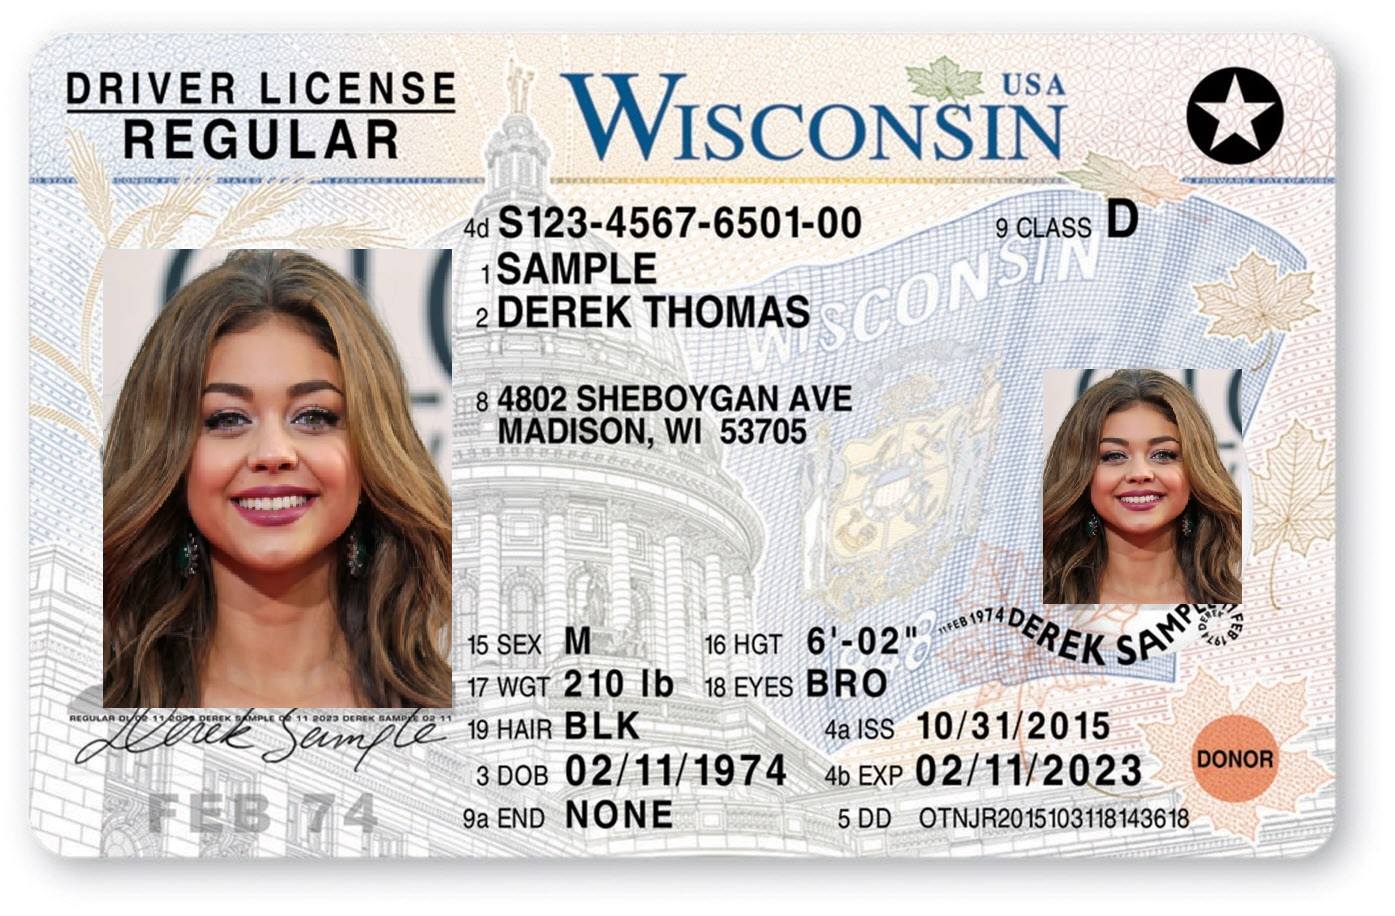 DRIVER LICENSE
REGULAR
WISCONSIN USA
4d S123-4567-6501-00
9 CLASS D
1 SAMPLE
2 DEREK THOMAS
8 4802 SHEBOYGAN AVE
MADISON, WI 53705
WISCONSIN
15 SEX M 16 HGT 6'-02"
17 WGT 210 lb 18 EYES BRO
19 HAIR BLK 4a ISS 10/31/2015
3 DOB 02/11/1974 4b EXP 02/11/2023
9a END NONE 5 DD OTNJR2015103118143618
FEB 1974 DEREK SAMPLE
REGULAR DL 02 11 2023 DEREK SAMPLE 02 11 2023 DEREK SAMPLE 02 11
Derek Sample
FEB 74
DONOR